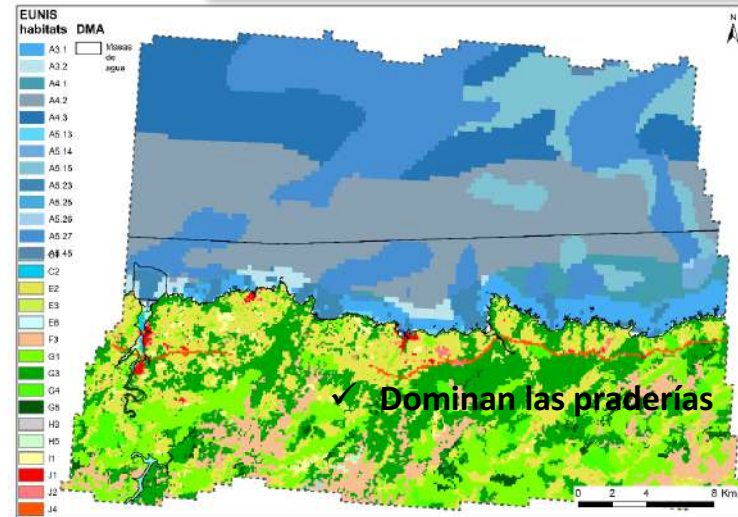 EUNIS
habitats DMA
A3.1
A3.2
A4.1
A4.2
A4.3
A5.13
A5.14
A5.15
A5.23
A5.25
A5.26
A5.27
A5.45
C2
E2
E3
F3
G1
G3
G4
H3
H5
I1
J1
J2
J4
Masas
de
agua
N
✓ Dominan las praderías
0 2 4 8 Km